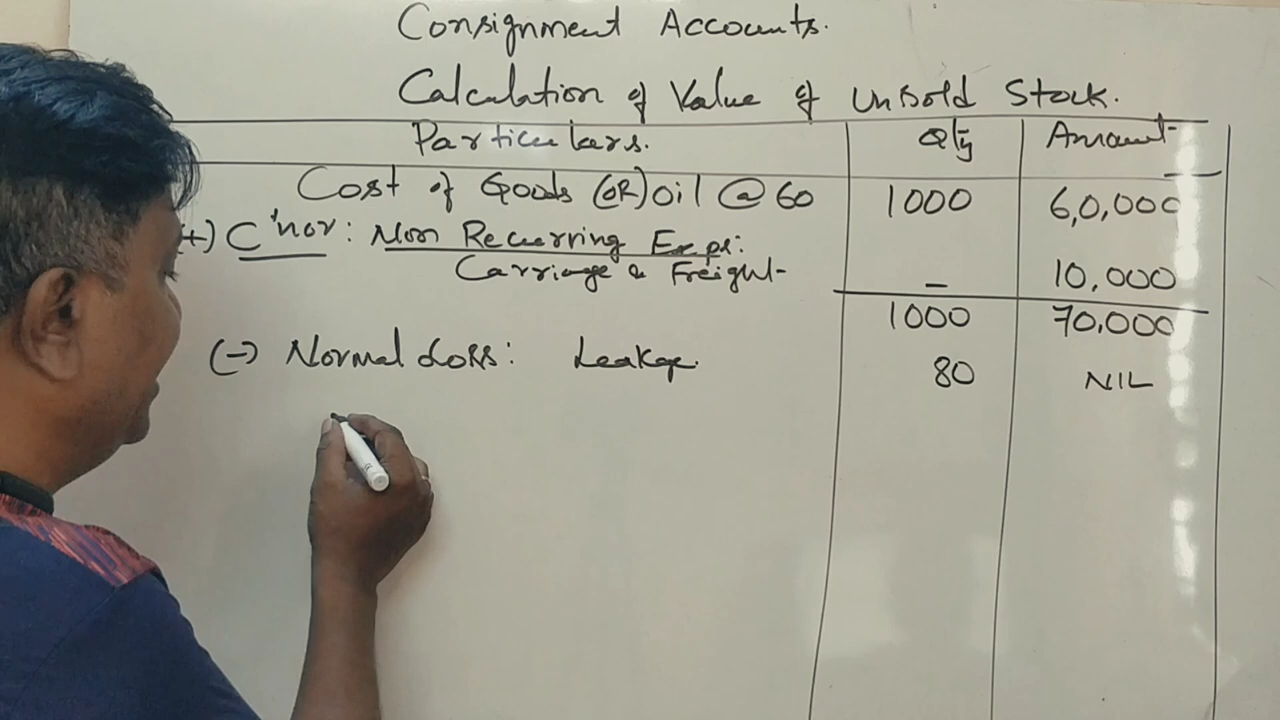 Consignment Accounts.
Calculation of Value of Unsold Stock.
Particulars. Qty Amount
Cost of Goods (OR) oil @ 60 1000 6,0,000
(+) C'nor: Non Recurring Exps:
Carriage & Freight - 10,000
1000 70,000
(-) Normal Loss: Leakage. 80 NIL